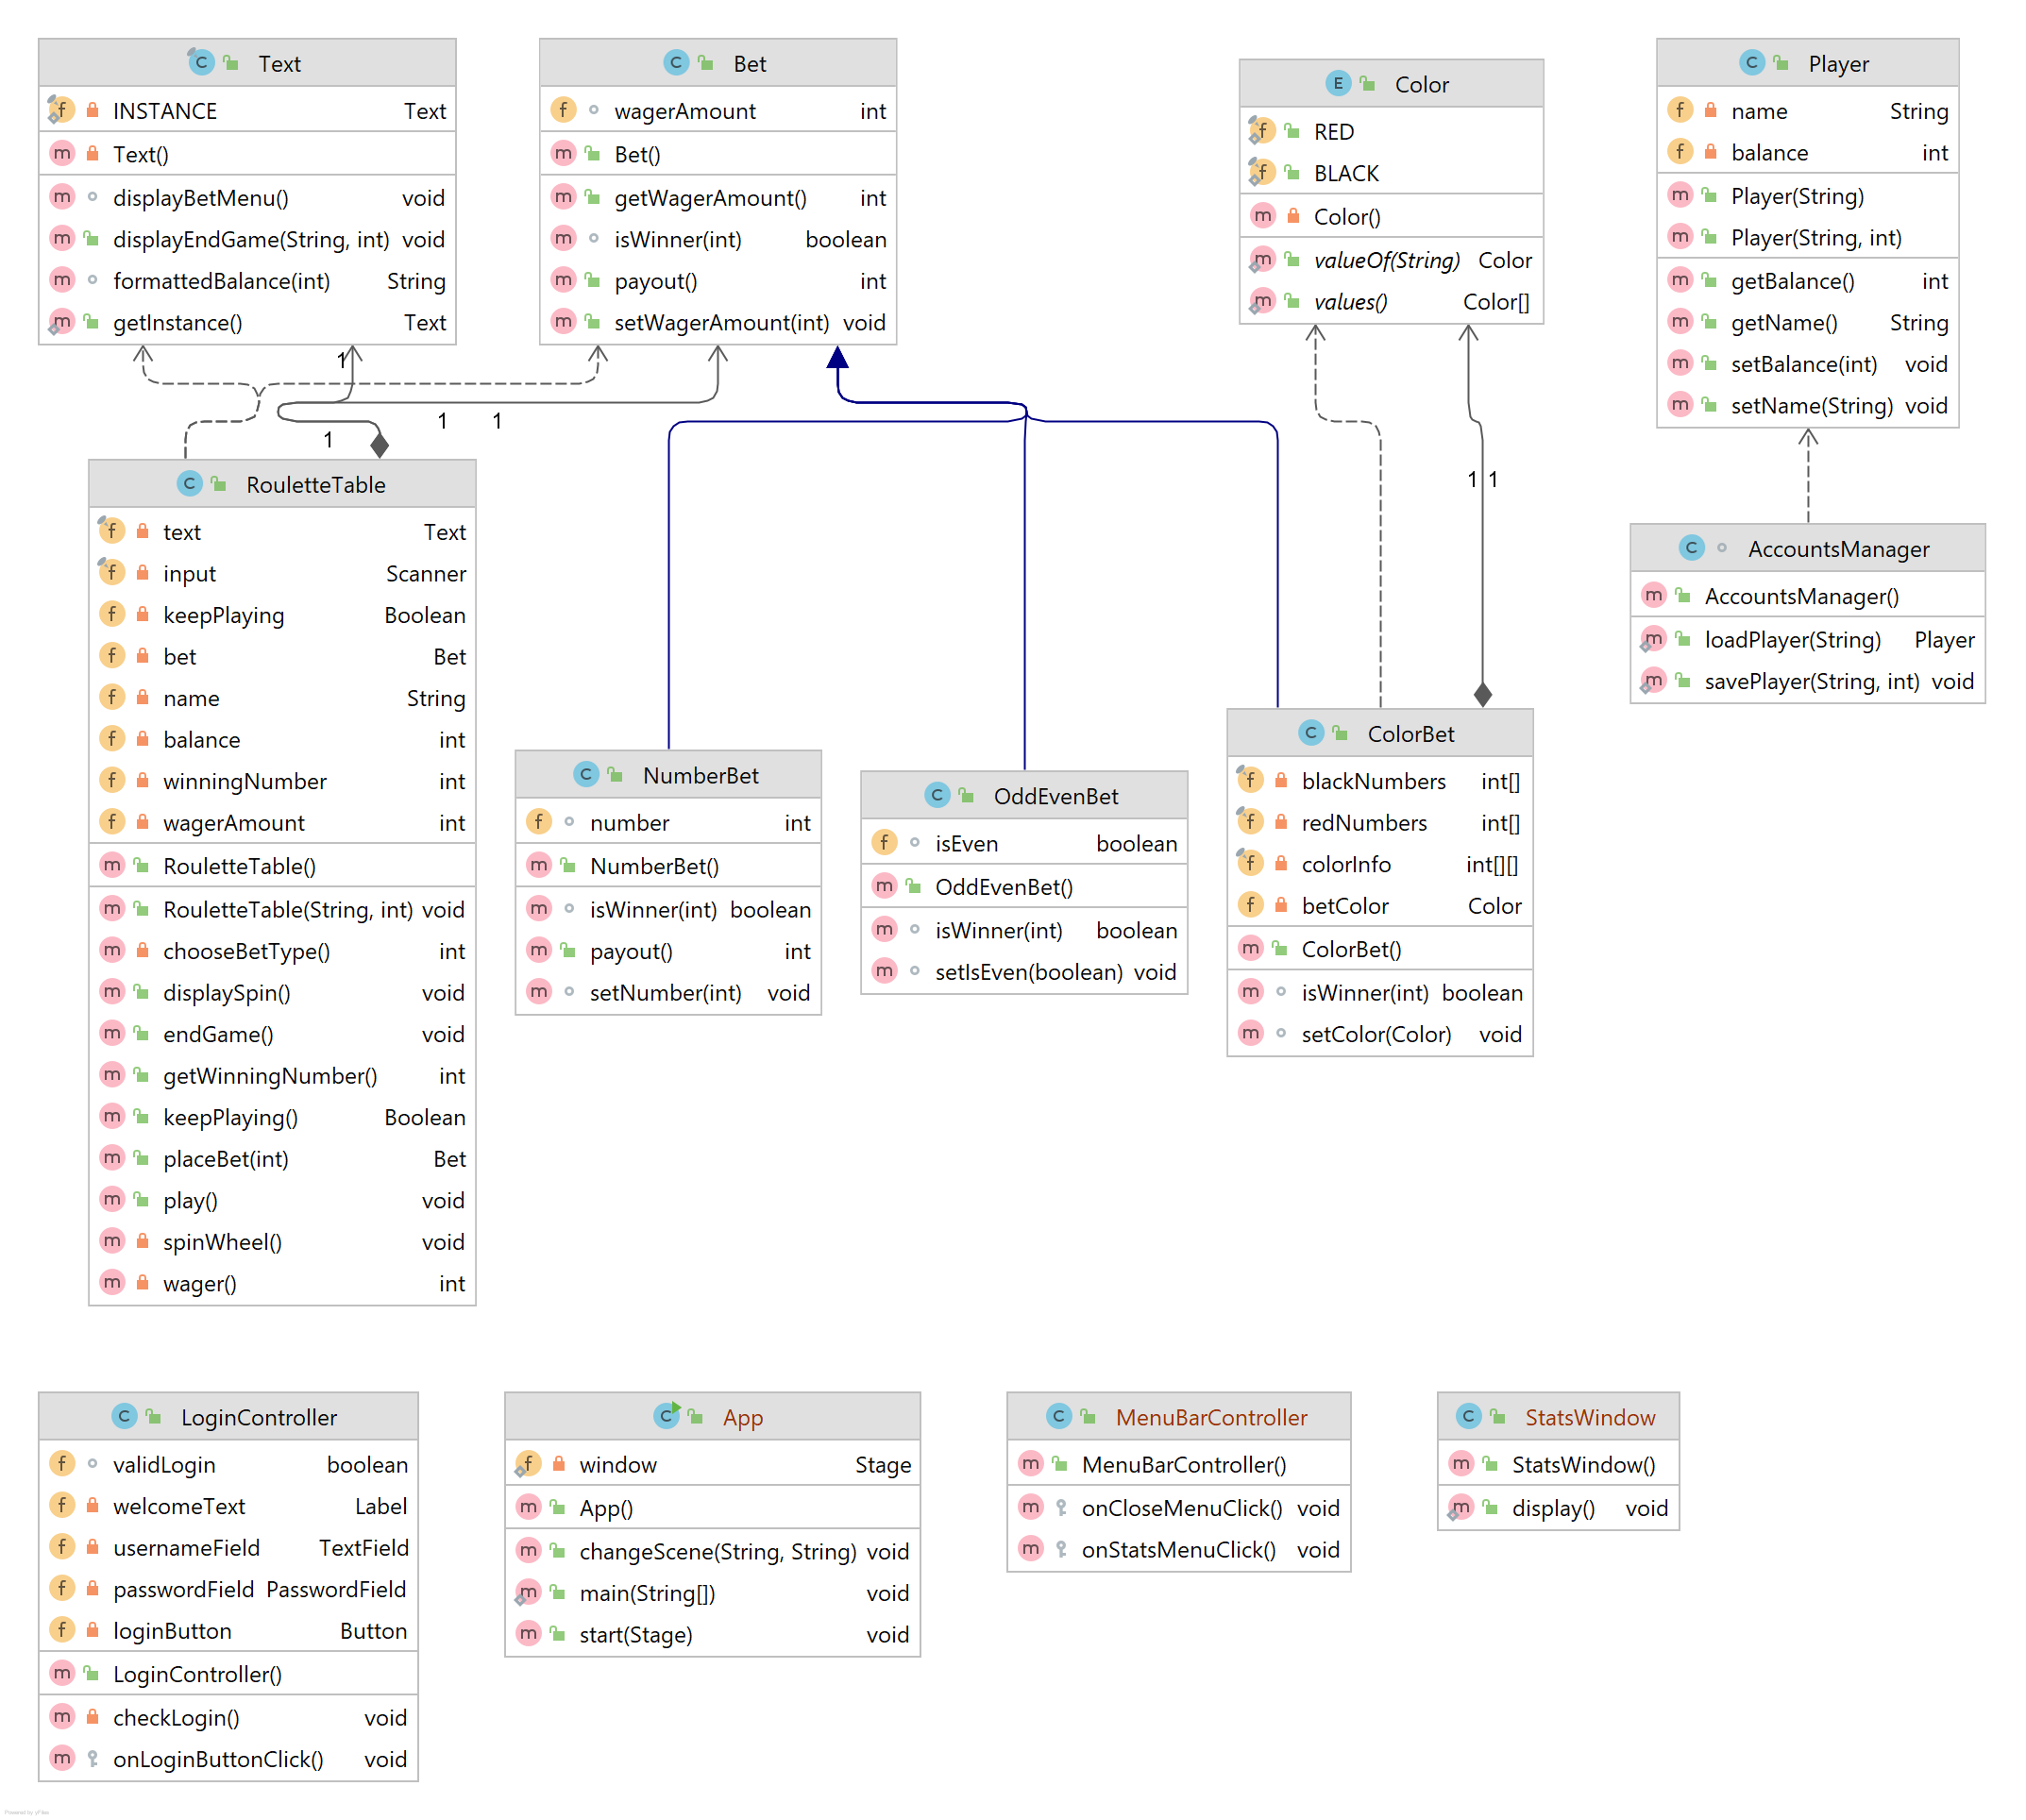 Text
INSTANCE Text
Text()
displayBetMenu() void
displayEndGame(String, int) void
formattedBalance(int) String
getInstance() Text
Bet
wagerAmount int
Bet()
getWagerAmount() int
isWinner(int) boolean
payout() int
setWagerAmount(int) void
Color
RED
BLACK
Color()
valueOf(String) Color
values() Color[]
Player
name String
balance int
Player(String)
Player(String, int)
getBalance() int
getName() String
setBalance(int) void
setName(String) void
1
1 1
1
1 1
RouletteTable
text Text
input Scanner
keepPlaying Boolean
bet Bet
name String
balance int
winningNumber int
wagerAmount int
RouletteTable()
RouletteTable(String, int) void
chooseBetType() int
displaySpin() void
endGame() void
getWinningNumber() int
keepPlaying() Boolean
placeBet(int) Bet
play() void
spinWheel() void
wager() int
AccountsManager
AccountsManager()
loadPlayer(String) Player
savePlayer(String, int) void
NumberBet
number int
NumberBet()
isWinner(int) boolean
payout() int
setNumber(int) void
OddEvenBet
isEven boolean
OddEvenBet()
isWinner(int) boolean
setIsEven(boolean) void
ColorBet
blackNumbers int[]
redNumbers int[]
colorInfo int[][]
betColor Color
ColorBet()
isWinner(int) boolean
setColor(Color) void
LoginController
validLogin boolean
welcomeText Label
usernameField TextField
passwordField PasswordField
loginButton Button
LoginController()
checkLogin() void
onLoginButtonClick() void
App
window Stage
App()
changeScene(String, String) void
main(String[]) void
start(Stage) void
MenuBarController
MenuBarController()
onCloseMenuClick() void
onStatsMenuClick() void
StatsWindow
StatsWindow()
display() void
Powered by yFiles